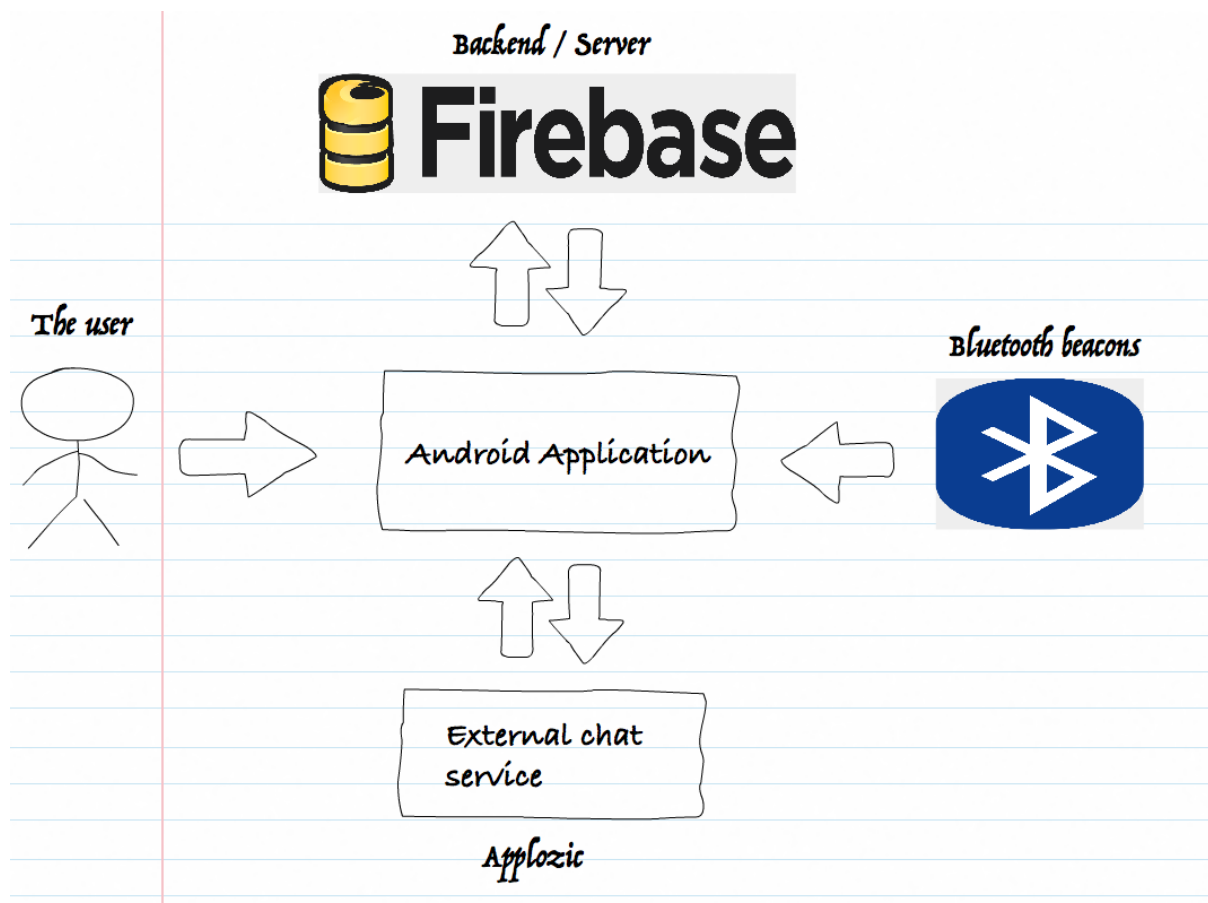 Backend / Server
Firebase
The user
Bluetooth beacons
Android Application
External chat
service
Applozic